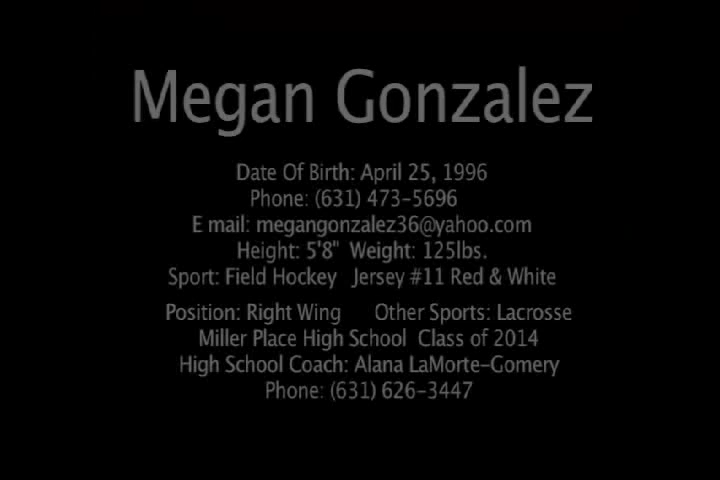 Megan Gonzalez
Date Of Birth: April 25, 1996
Phone: (631) 473-5696
E mail: megangonzalez36@yahoo.com
Height: 5'8" Weight: 125lbs.
Sport: Field Hockey Jersey #11 Red & White
Position: Right Wing Other Sports: Lacrosse
Miller Place High School Class of 2014
High School Coach: Alana LaMorte-Gomery
Phone: (631) 626-3447